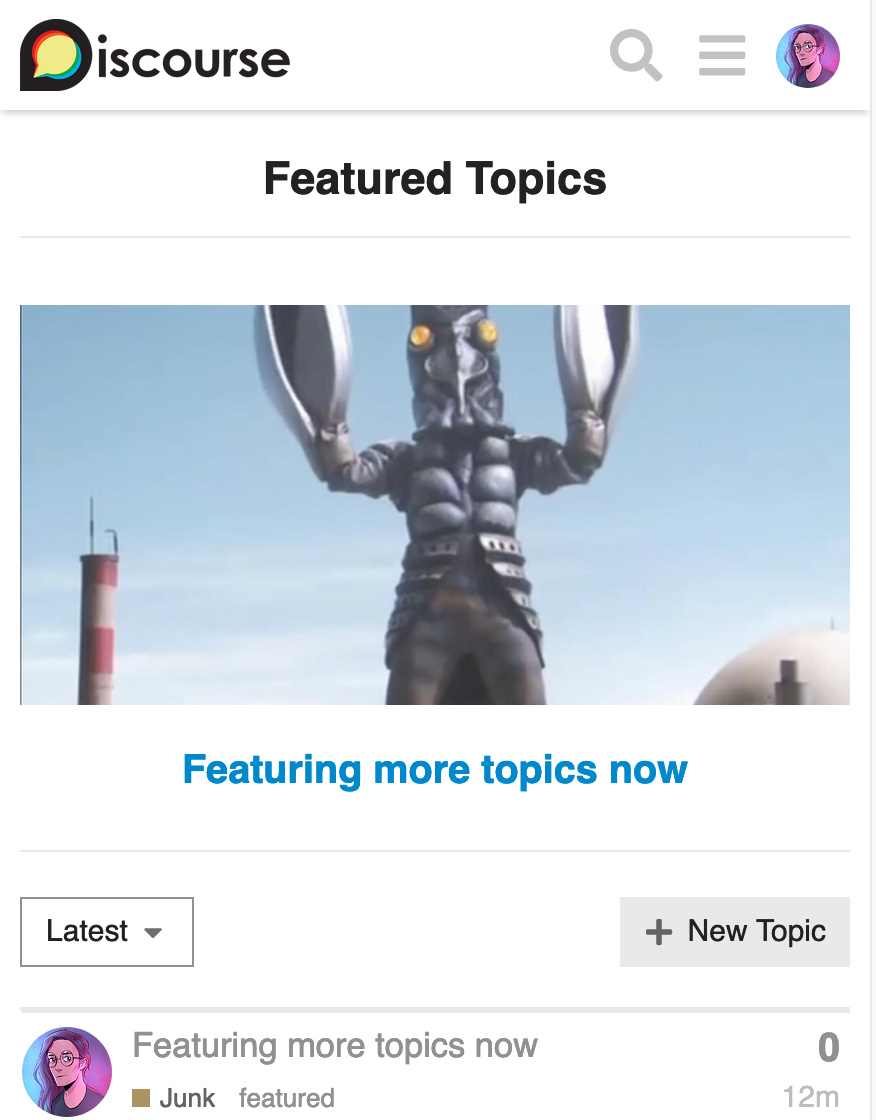 Discourse
Featured Topics
Featuring more topics now
Latest
New Topic
Featuring more topics now 0
Junk featured 12m